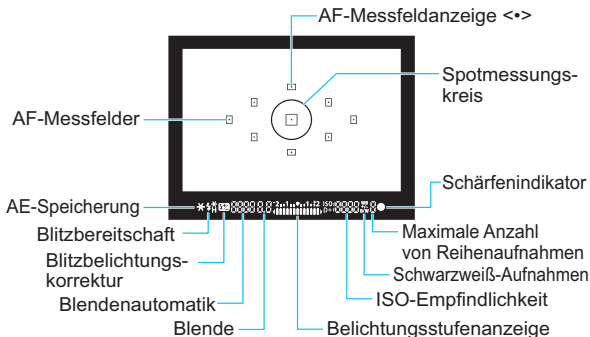 AF-Messfeldanzeige <•>
Spotmessungs-
kreis
AF-Messfelder
Schärfenindikator
AE-Speicherung
Maximale Anzahl
von Reihenaufnahmen
Blitzbereitschaft
Blitzbelichtungs-
korrektur
Schwarzweiß-Aufnahmen
Blendenautomatik
ISO-Empfindlichkeit
Blende
Belichtungsstufenanzeige